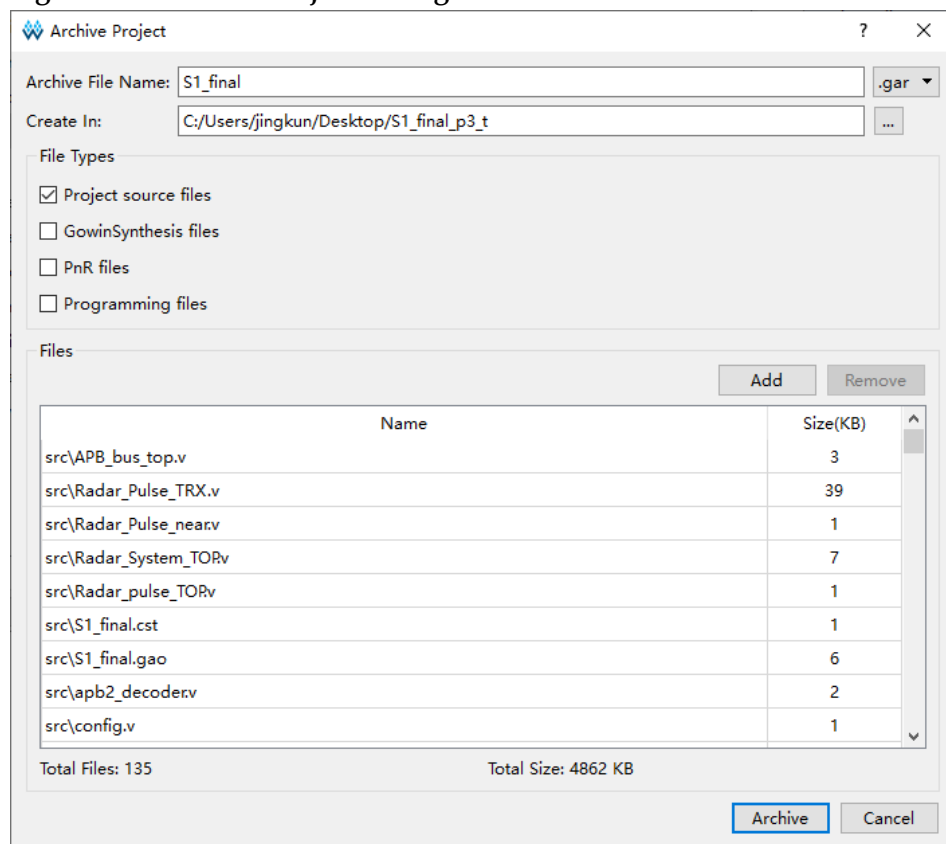 Archive Project ? ×
Archive File Name: S1_final .gar
Create In: C:/Users/jingkun/Desktop/S1_final_p3_t ...
File Types
Project source files
GowinSynthesis files
PnR files
Programming files
Files
Add Remove
Name Size(KB)
src\APB_bus_top.v 3
src\Radar_Pulse_TRX.v 39
src\Radar_Pulse_near.v 1
src\Radar_System_TOP.v 7
src\Radar_pulse_TOP.v 1
src\S1_final.cst 1
src\S1_final.gao 6
src\apb2_decoder.v 2
src\config.v 1
Total Files: 135 Total Size: 4862 KB
Archive Cancel